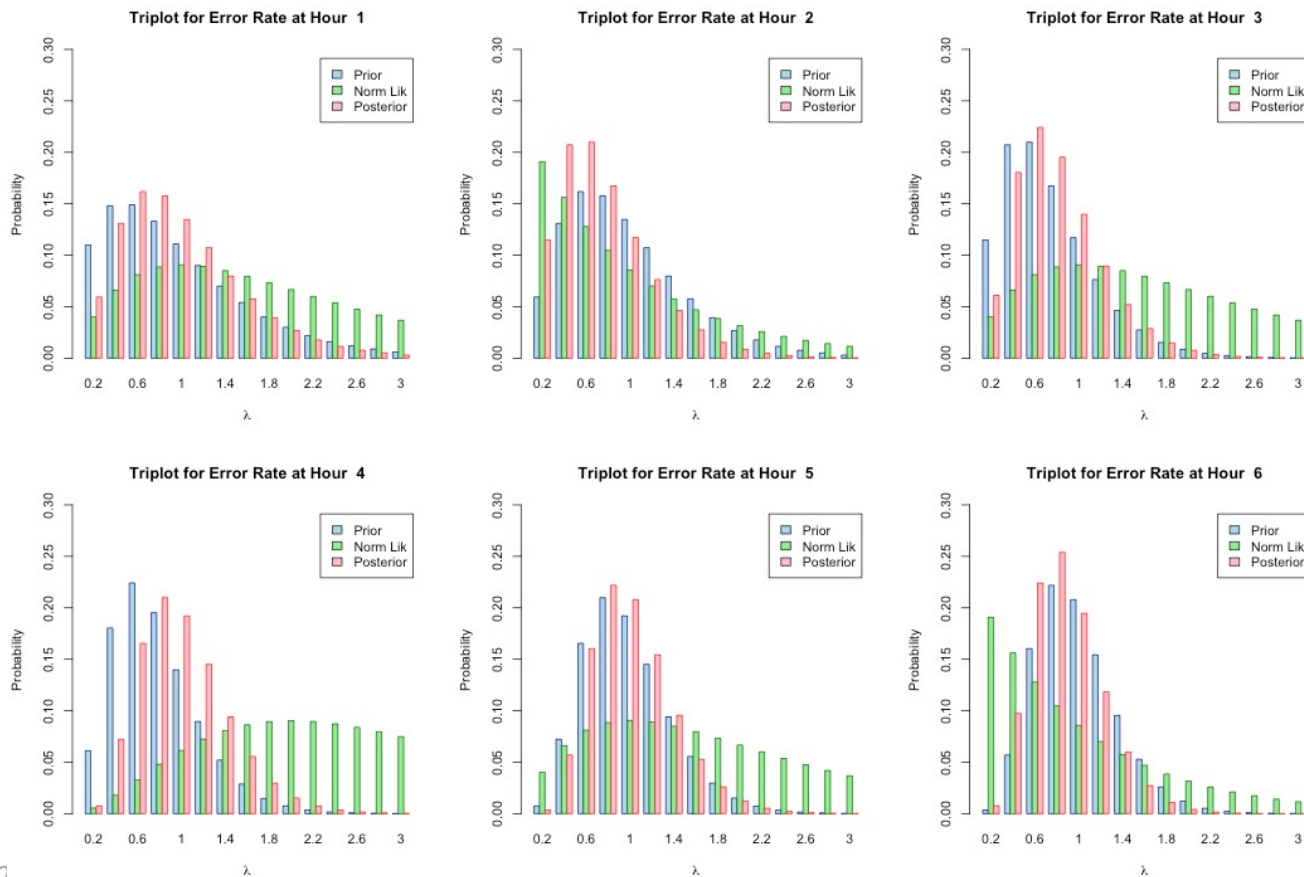 Triplot for Error Rate at Hour 1
0.30
0.25
0.20
0.15
0.10
0.05
0.00
Probability
Prior
Norm Lik
Posterior
0.2 0.6 1 1.4 1.8 2.2 2.6 3
λ
Triplot for Error Rate at Hour 2
0.30
0.25
0.20
0.15
0.10
0.05
0.00
Probability
Prior
Norm Lik
Posterior
0.2 0.6 1 1.4 1.8 2.2 2.6 3
λ
Triplot for Error Rate at Hour 3
0.30
0.25
0.20
0.15
0.10
0.05
0.00
Probability
Prior
Norm Lik
Posterior
0.2 0.6 1 1.4 1.8 2.2 2.6 3
λ
Triplot for Error Rate at Hour 4
0.30
0.25
0.20
0.15
0.10
0.05
0.00
Probability
Prior
Norm Lik
Posterior
0.2 0.6 1 1.4 1.8 2.2 2.6 3
λ
Triplot for Error Rate at Hour 5
0.30
0.25
0.20
0.15
0.10
0.05
0.00
Probability
Prior
Norm Lik
Posterior
0.2 0.6 1 1.4 1.8 2.2 2.6 3
λ
Triplot for Error Rate at Hour 6
0.30
0.25
0.20
0.15
0.10
0.05
0.00
Probability
Prior
Norm Lik
Posterior
0.2 0.6 1 1.4 1.8 2.2 2.6 3
λ